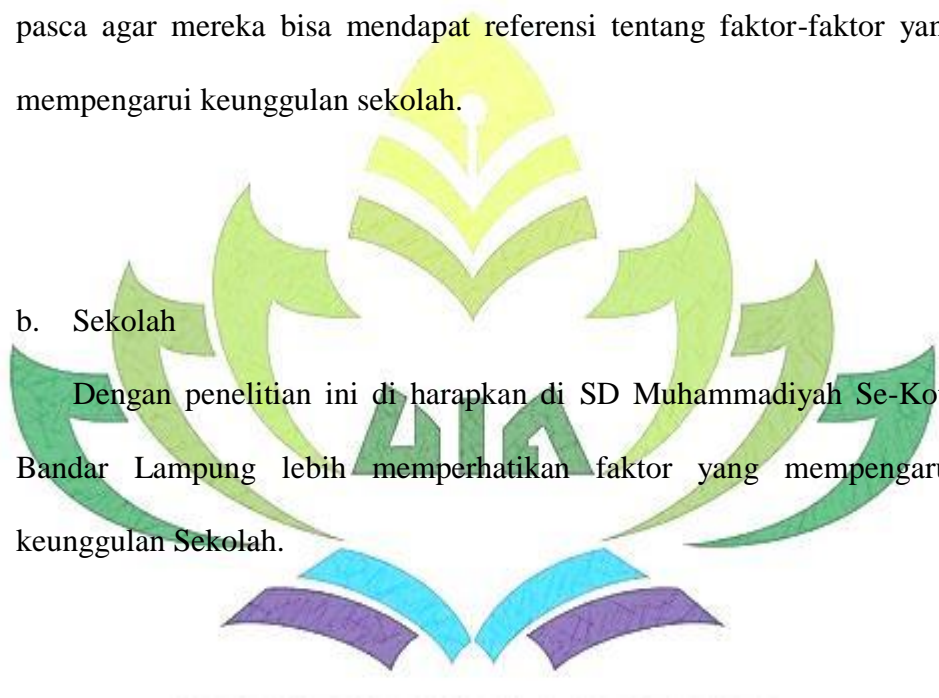 pasca agar mereka bisa mendapat referensi tentang faktor-faktor yan
mempengarui keunggulan sekolah.
b. Sekolah
Dengan penelitian ini di harapkan di SD Muhammadiyah Se-Ko
UIN
Bandar Lampung lebih memperhatikan faktor yang mempengaru
keunggulan Sekolah.